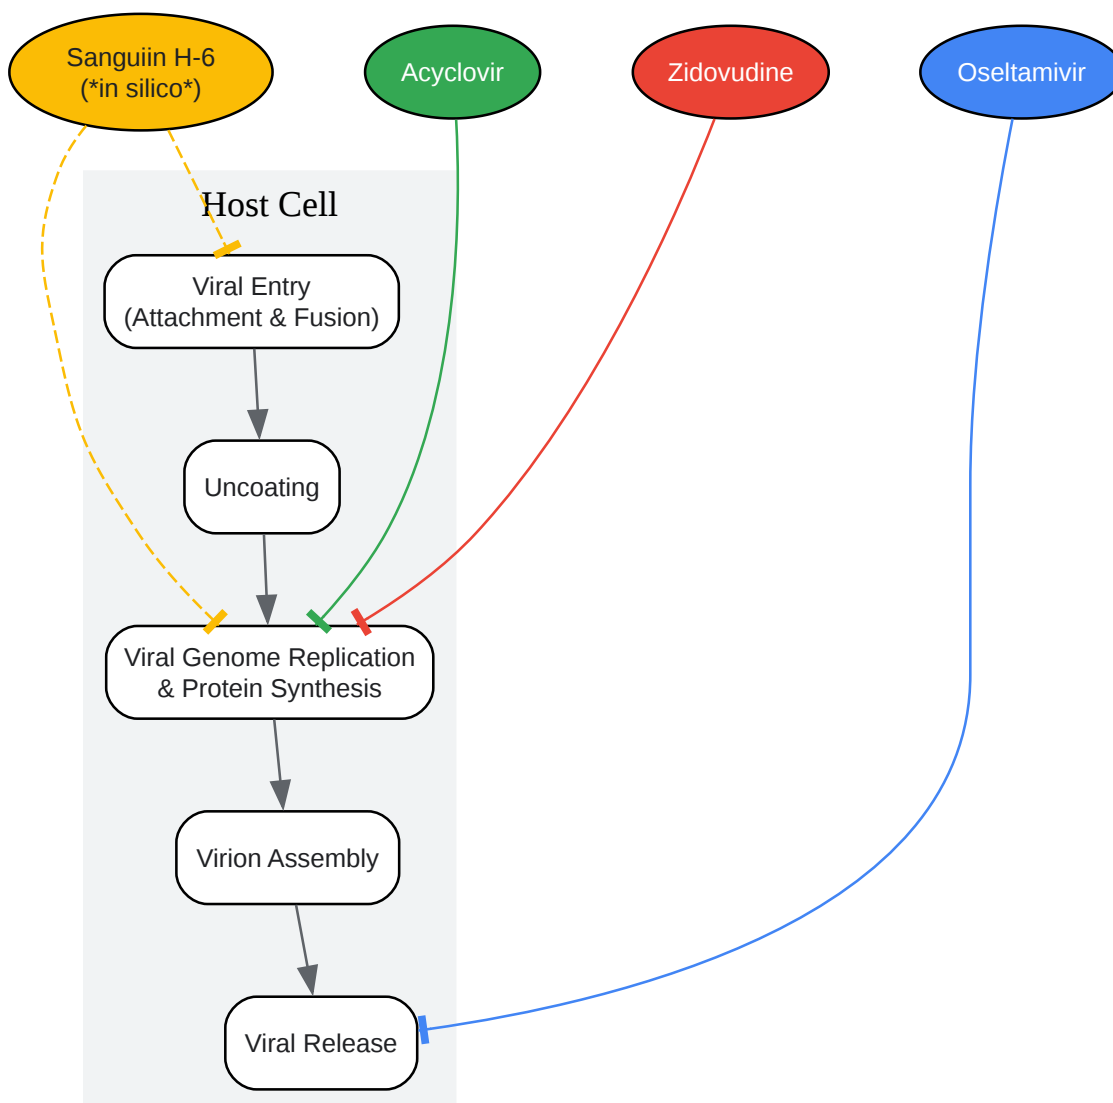 Sanguiin H-6
(*in silico*)
Acyclovir
Zidovudine
Oseltamivir
Host Cell
Viral Entry
(Attachment & Fusion)
Uncoating
Viral Genome Replication
& Protein Synthesis
Virion Assembly
Viral Release